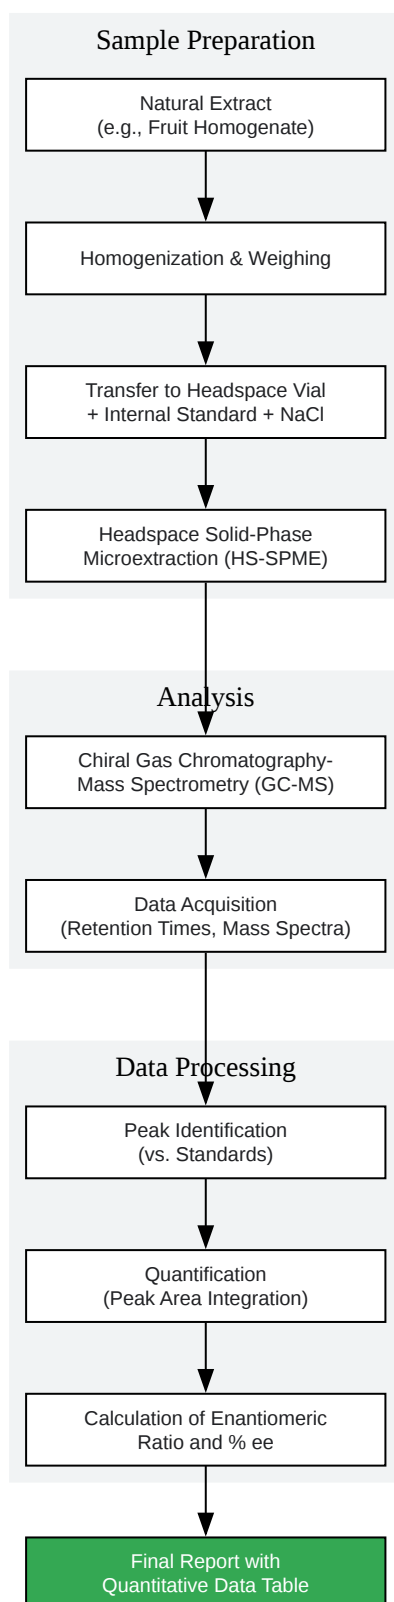 Sample Preparation
Natural Extract
(e.g., Fruit Homogenate)
Homogenization & Weighing
Transfer to Headspace Vial
+ Internal Standard + NaCl
Headspace Solid-Phase
Microextraction (HS-SPME)
Analysis
Chiral Gas Chromatography-
Mass Spectrometry (GC-MS)
Data Acquisition
(Retention Times, Mass Spectra)
Data Processing
Peak Identification
(vs. Standards)
Quantification
(Peak Area Integration)
Calculation of Enantiomeric
Ratio and % ee
Final Report with
Quantitative Data Table